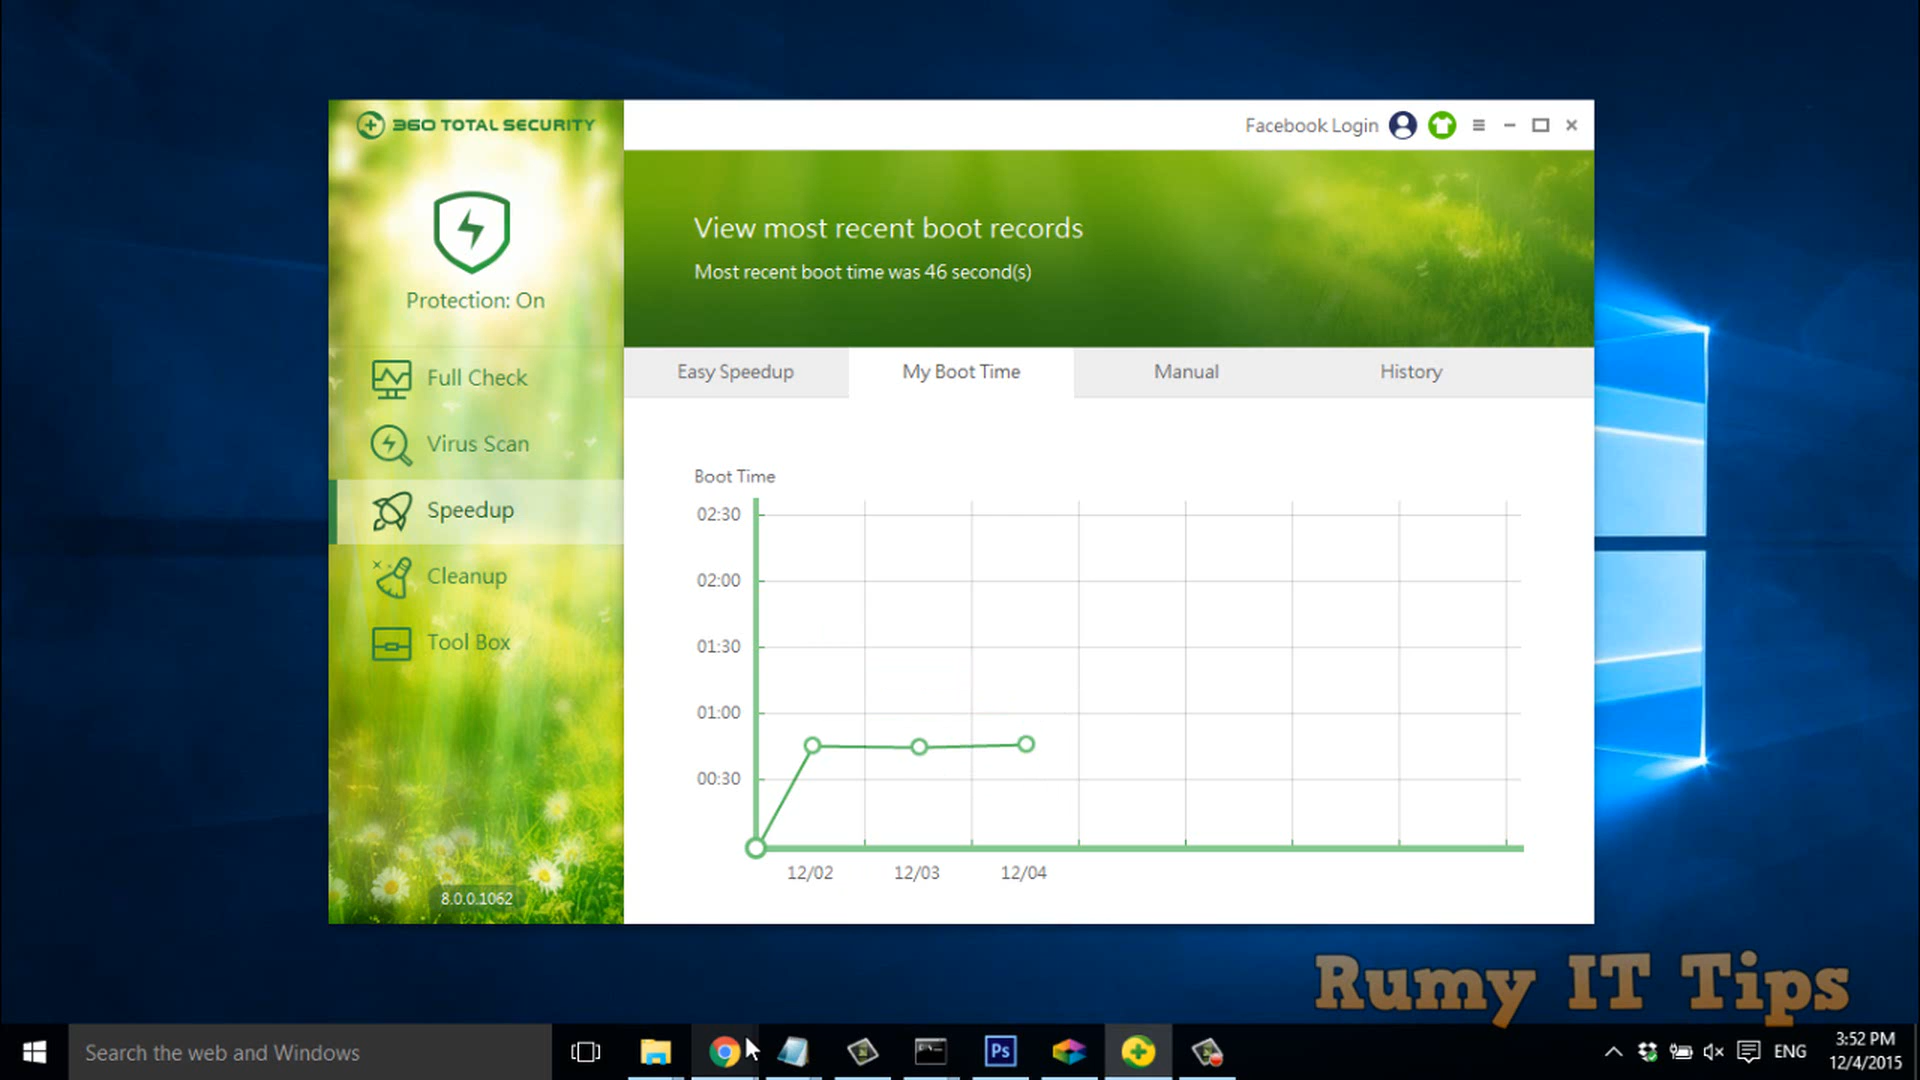 360 TOTAL SECURITY
Facebook Login
Protection: On
Full Check
Virus Scan
Speedup
Cleanup
Tool Box
8.0.0.1062
View most recent boot records
Most recent boot time was 46 second(s)
Easy Speedup
My Boot Time
Manual
History
Boot Time
02:30
02:00
01:30
01:00
00:30
12/02 12/03 12/04
Rumy IT Tips
Search the web and Windows
Ps
ENG
3:52 PM
12/4/2015